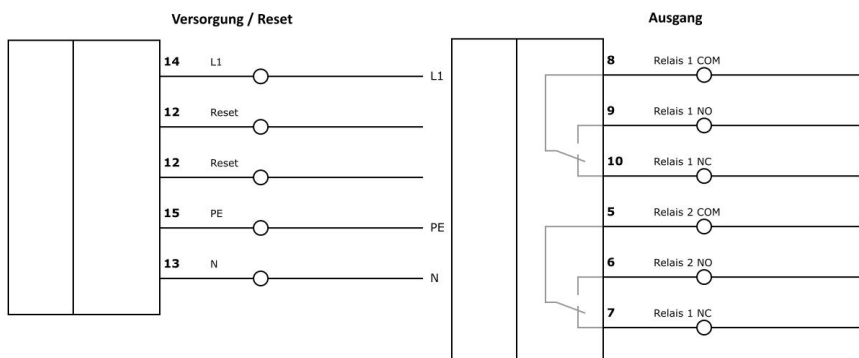 Versorgung / Reset
14 L1 L1
12 Reset
12 Reset
15 PE PE
13 N N
Ausgang
8 Relais 1 COM
9 Relais 1 NO
10 Relais 1 NC
5 Relais 2 COM
6 Relais 2 NO
7 Relais 1 NC